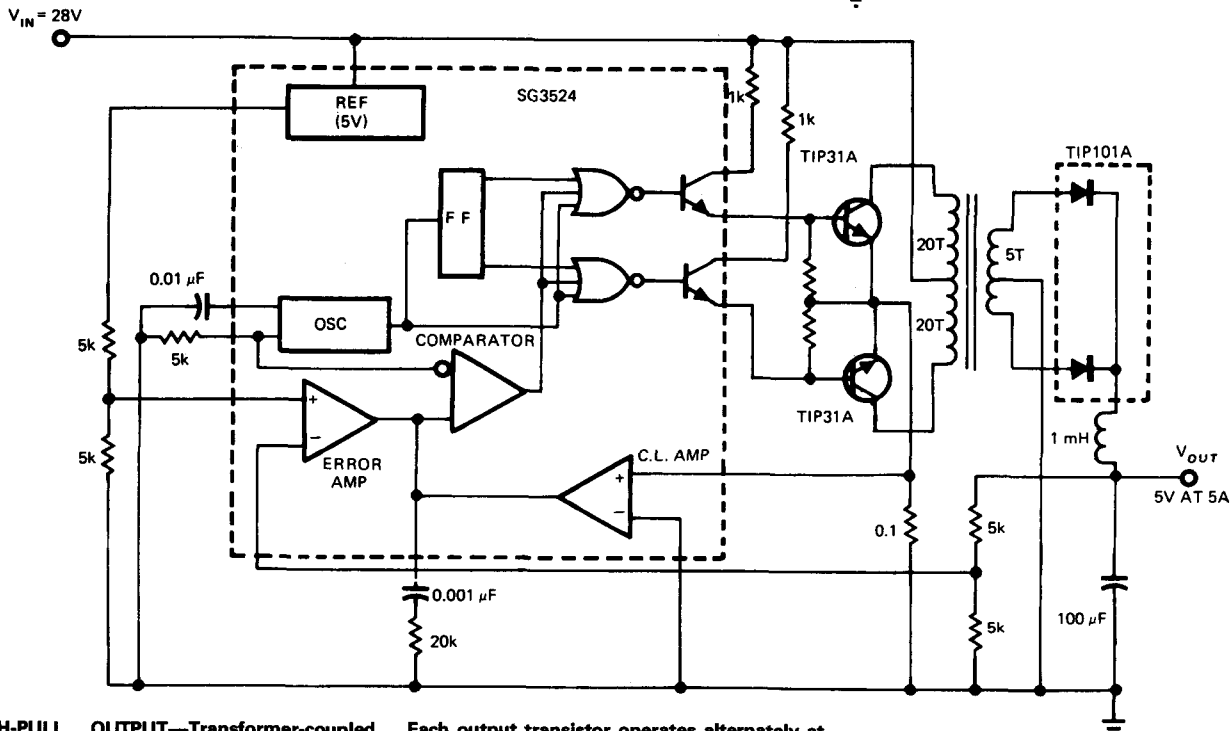 V_IN = 28V
REF
(5V)
SG3524
1k
1k
TIP31A
TIP101A
FF
20T
5T
0.01 μF
OSC
COMPARATOR
5k
5k
20T
+
−
TIP31A
1 mH
V_OUT
5V AT 5A
5k
ERROR
AMP
C.L. AMP
+
−
0.1
5k
0.001 μF
20k
5k
100 μF
H-PULL OUTPUT—Transformer-coupled Each output transistor operates alternately at